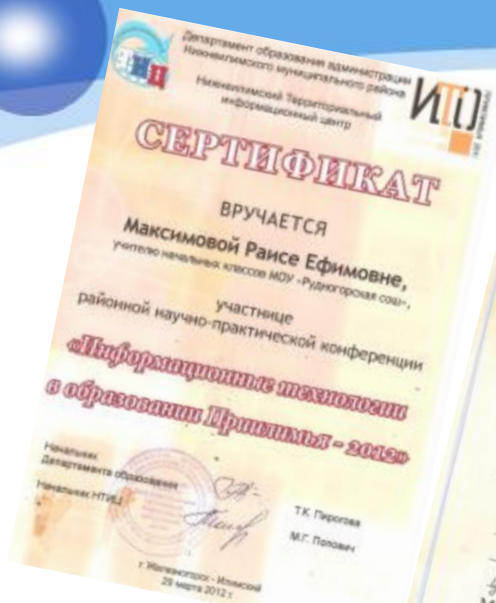 Департамент образования администрации
Нижнеилимского муниципального района
Нижнеилимский Территориальный
информационный центр
ИТО
СЕРТИФИКАТ
ВРУЧАЕТСЯ
Максимовой Раисе Ефимовне,
учителю начальных классов МОУ «Рудногорская сош»,
участнице
районной научно-практической конференции
«Информационные технологии
в образовании Приилимья - 2012»
Начальник
Департамента образования
Т.К. Пирогова
Начальник НТИЦ
М.Г. Попович
г. Железногорск - Илимский
29 марта 2012 г.